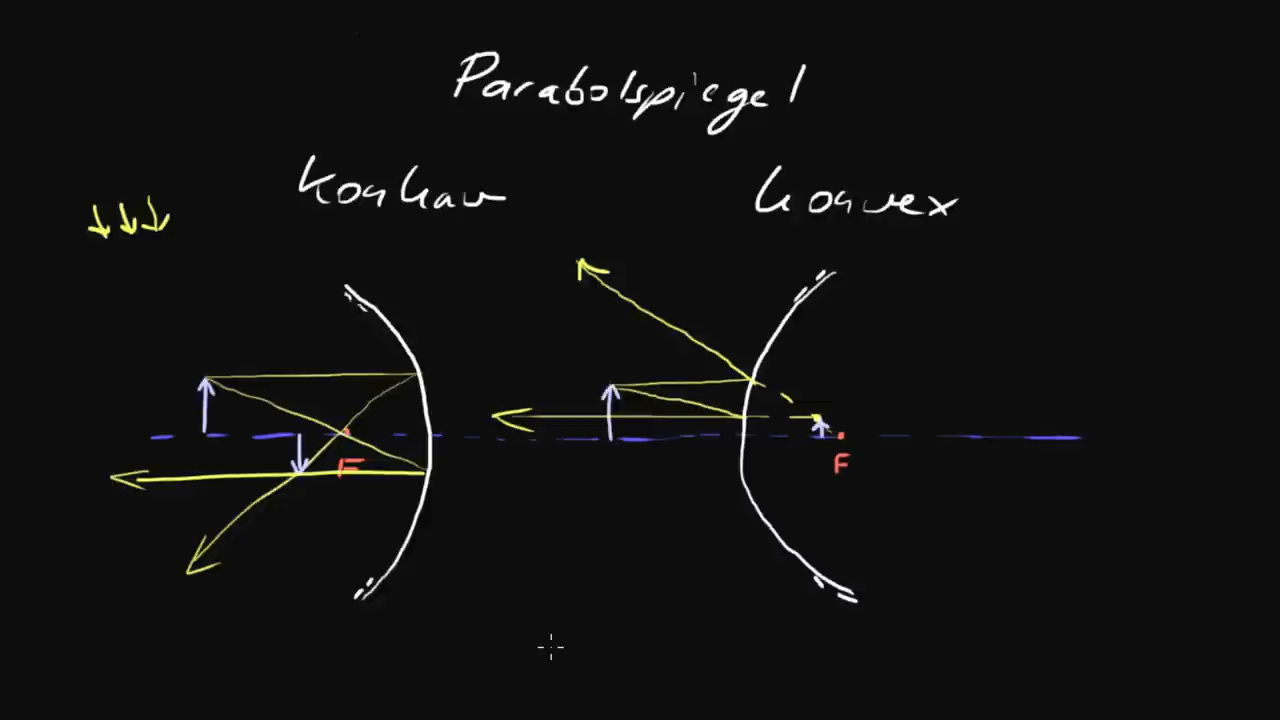 Parabolspiegel
konkav
konvex
F
F